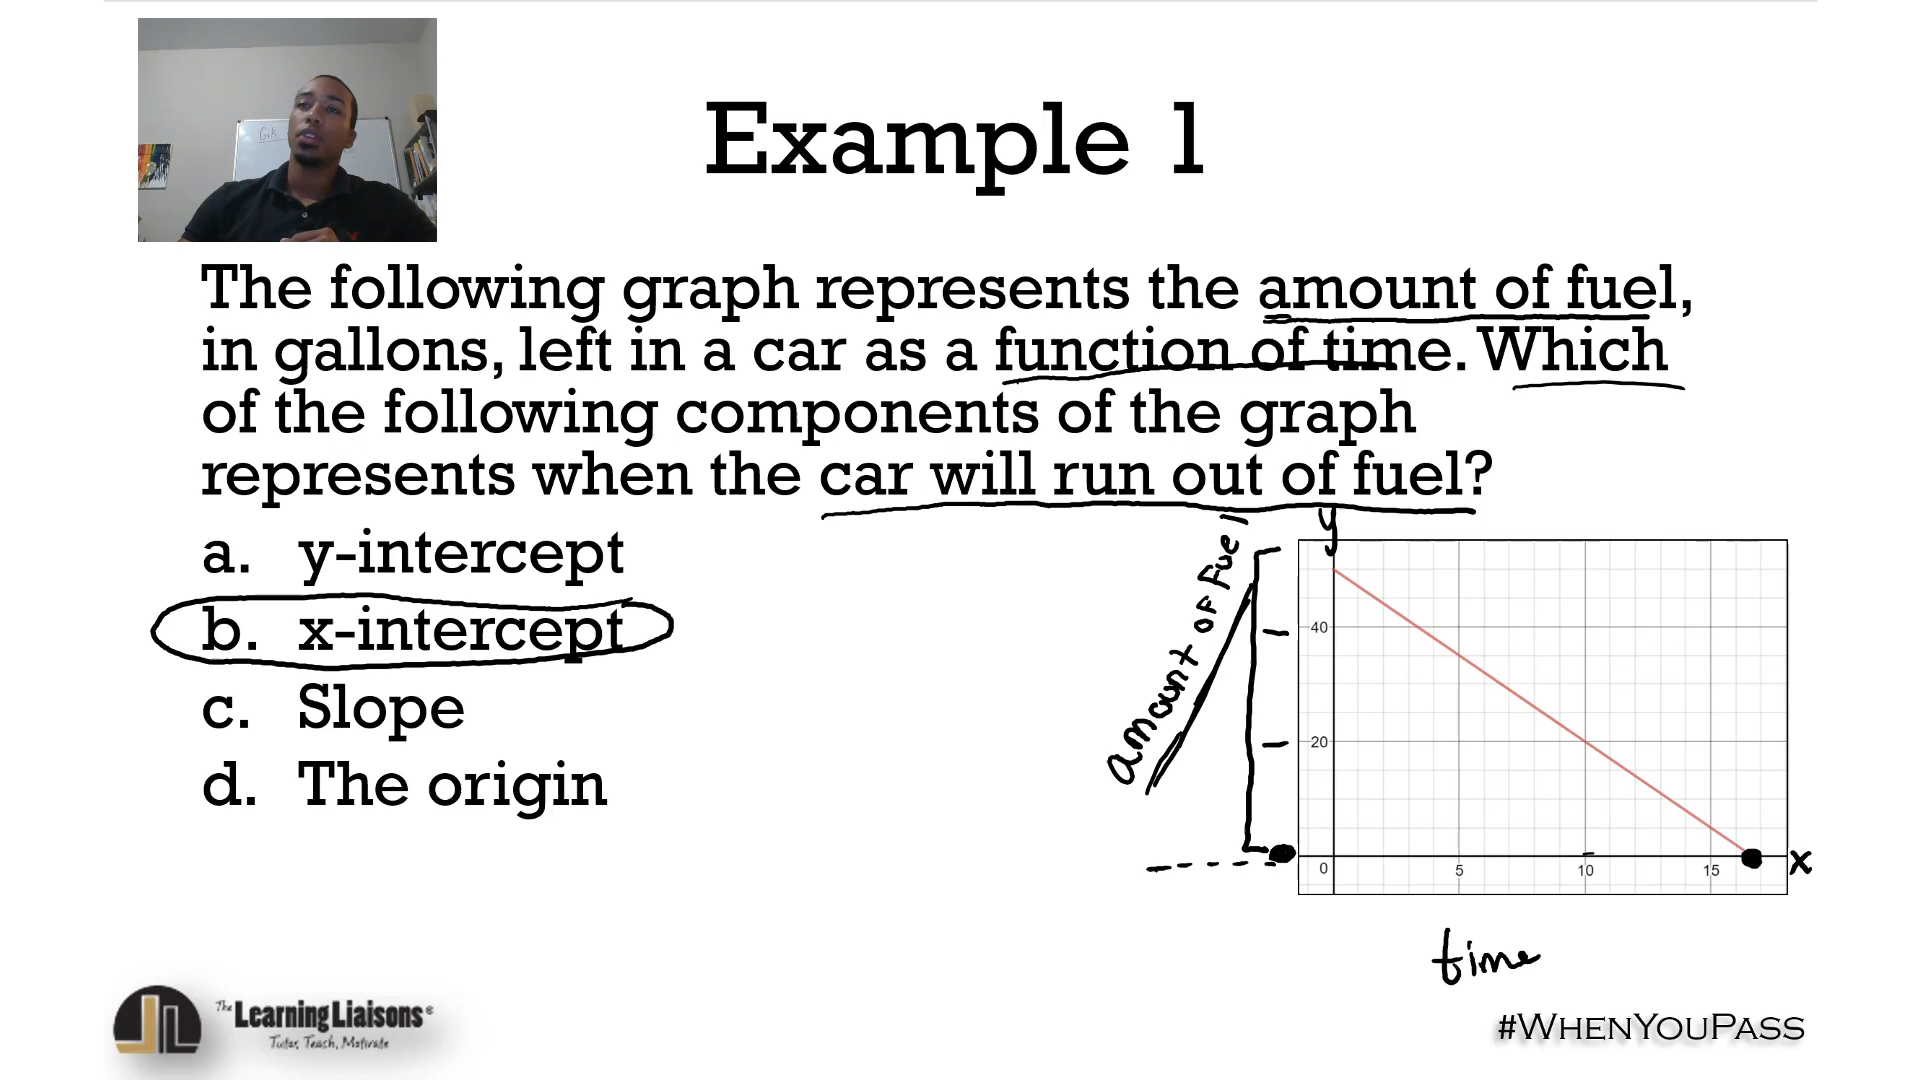 Example 1
The following graph represents the amount of fuel,
in gallons, left in a car as a function of time. Which
of the following components of the graph
represents when the car will run out of fuel?
a. y-intercept
b. x-intercept
c. Slope
d. The origin
y
amount of fuel
40
20
0
5
10
15
x
time
The Learning Liaisons®
Tutor, Teach, Motivate
#WHENYOUPASS